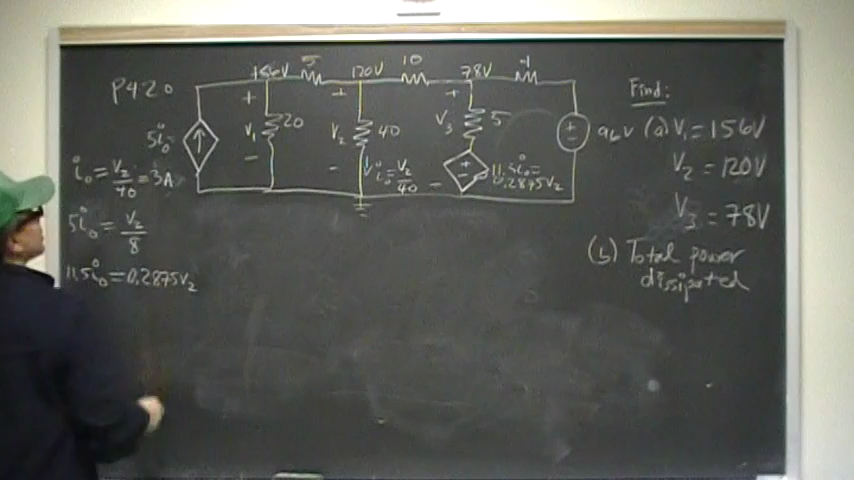 P420
156V
5
120V
10
78V
1
Find:
+
+
+
5i₀
V₁
20
V₂
40
V₃
5
+
−
96V
(a) V₁ = 156V
−
−
i₀ = V₂/40
−
+
−
11.5i₀ =
0.2875V₂
V₂ = 120V
i₀ = V₂/40 = 3A
5i₀ = V₂/8
V₃ = 78V
11.5i₀ = 0.2875V₂
(b) Total power
dissipated